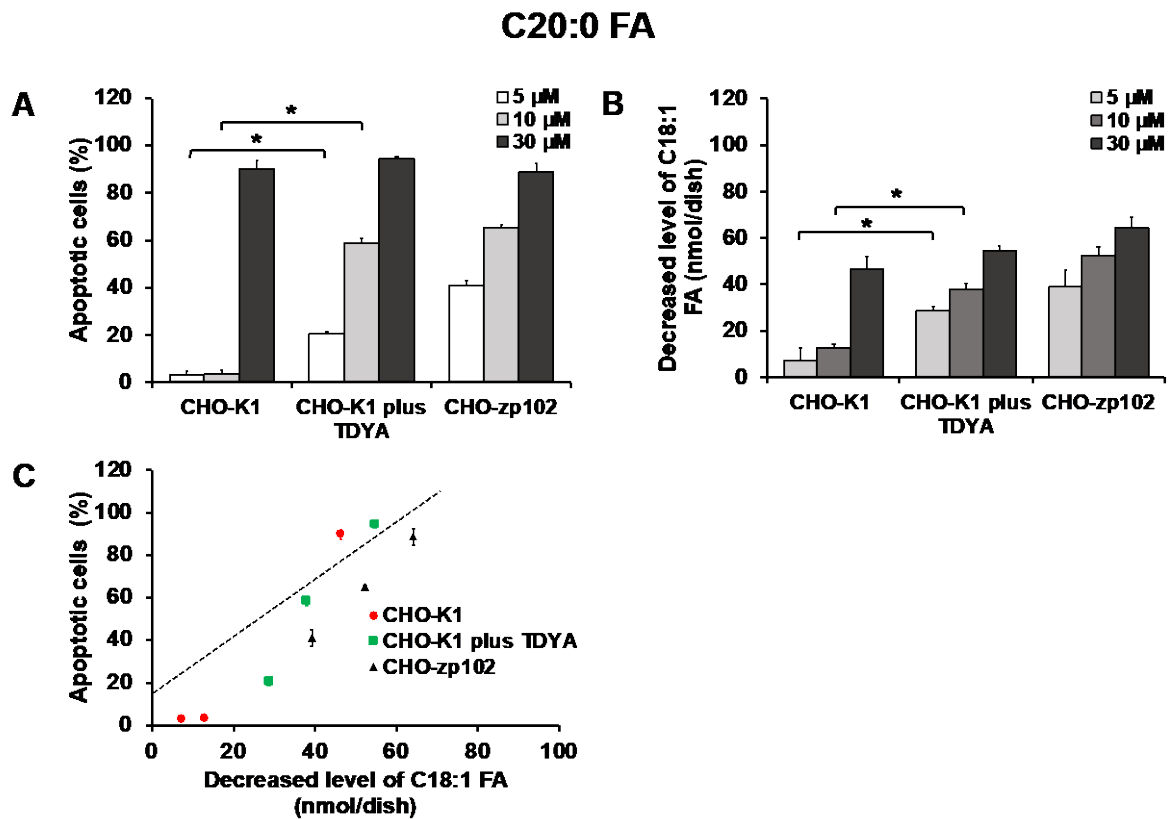 C20:0 FA
A
Apoptotic cells (%)
120
100
80
60
40
20
0
*
*
5 µM
10 µM
30 µM
CHO-K1
CHO-K1 plus
TDYA
CHO-zp102
B
Decreased level of C18:1
FA (nmol/dish)
120
100
80
60
40
20
0
*
*
5 µM
10 µM
30 µM
CHO-K1
CHO-K1 plus
TDYA
CHO-zp102
C
Apoptotic cells (%)
120
100
80
60
40
20
0
CHO-K1
CHO-K1 plus TDYA
CHO-zp102
0 20 40 60 80 100
Decreased level of C18:1 FA
(nmol/dish)